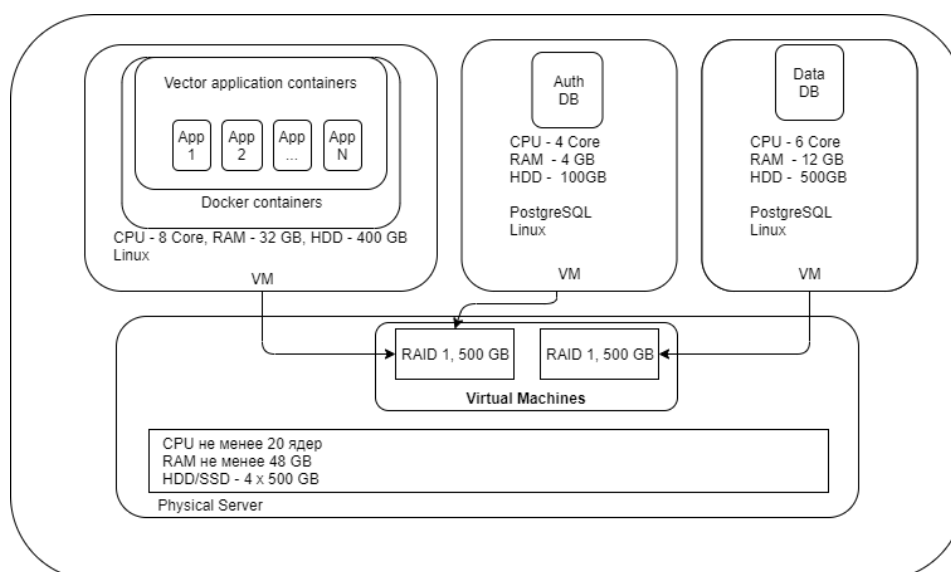 Vector application containers
App
1
App
2
App
...
App
N
Docker containers
CPU - 8 Core, RAM - 32 GB, HDD - 400 GB
Linux
VM
Auth
DB
CPU - 4 Core
RAM - 4 GB
HDD - 100GB
PostgreSQL
Linux
VM
Data
DB
CPU - 6 Core
RAM - 12 GB
HDD - 500GB
PostgreSQL
Linux
VM
RAID 1, 500 GB
RAID 1, 500 GB
Virtual Machines
CPU не менее 20 ядер
RAM не менее 48 GB
HDD/SSD - 4 x 500 GB
Physical Server